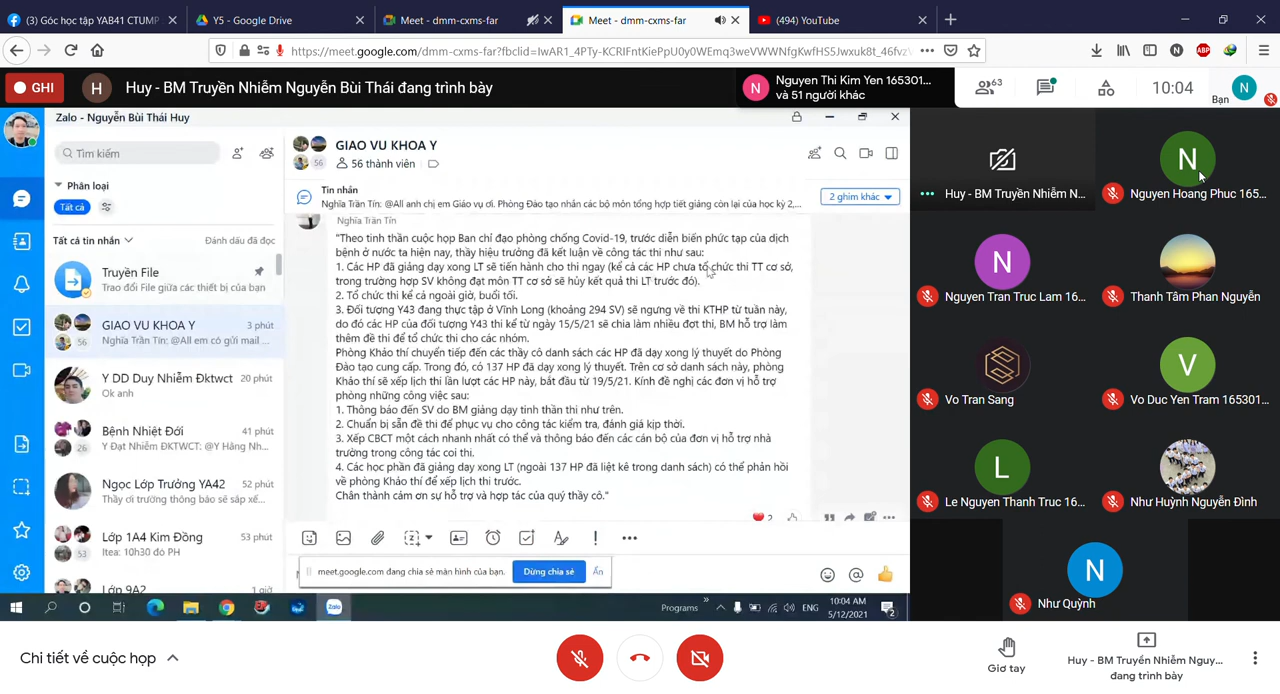 (3) Góc học tập YAB41 CTUMP
Y5 - Google Drive
Meet - dmm-cxms-far
Meet - dmm-cxms-far
(494) YouTube
https://meet.google.com/dmm-cxms-far?fbclid=
GHI
H
Huy - BM Truyền Nhiễm Nguyễn Bùi Thái đang trình bày
N
Nguyen Thi Kim Yen 165301...
và 51 người khác
63
10:04
Bạn
N
Zalo - Nguyễn Bùi Thái Huy
Tìm kiếm
Phân loại
Tất cả
Tất cả tin nhắn
Đánh dấu đã đọc
Truyền File
Trao đổi File giữa các thiết bị của bạn
GIAO VU KHOA Y
3 phút
56
Nghĩa Trần Tín: @All em có gửi mail ...
Y DD Duy Nhiễm Đktwct
20 phút
Ok anh
Bệnh Nhiệt Đới
41 phút
26
Y Đạt Nhiễm ĐKTWCT: @Y Hằng Nh...
Ngọc Lớp Trưởng YA42
52 phút
Thầy ơi trường thông báo sẽ sắp xế...
Lớp 1A4 Kim Đồng
53 phút
53
Itea: 10h30 đó PH
Lớp 9A2
1 giờ
GIAO VU KHOA Y
56
56 thành viên
Tin nhắn
Nghĩa Trần Tín: @All anh chị em Giáo vụ ơi. Phòng Đào tạo nhắn các bộ môn tổng hợp tiết giảng còn lại của học kỳ 2,...
2 ghim khác
Nghĩa Trần Tín
"Theo tinh thần cuộc họp Ban chỉ đạo phòng chống Covid-19, trước diễn biến phức tạp của dịch
bệnh ở nước ta hiện nay, thầy hiệu trưởng đã kết luận về công tác thi như sau:
1. Các HP đã giảng dạy xong LT sẽ tiến hành cho thi ngay (kể cả các HP chưa tổ chức thi TT cơ sở,
trong trường hợp SV không đạt môn TT cơ sở sẽ hủy kết quả thi LT trước đó).
2. Tổ chức thi kể cả ngoài giờ, buổi tối.
3. Đối tượng Y43 đang thực tập ở Vĩnh Long (khoảng 294 SV) sẽ ngưng về thi KTHP từ tuần này,
do đó các HP của đối tượng Y43 thi kể từ ngày 15/5/21 sẽ chia làm nhiều đợt thi, BM hỗ trợ làm
thêm đề thi để tổ chức thi cho các nhóm.
Phòng Khảo thí chuyển tiếp đến các thầy cô danh sách các HP đã dạy xong lý thuyết do Phòng
Đào tạo cung cấp. Trong đó, có 137 HP đã dạy xong lý thuyết. Trên cơ sở danh sách này, phòng
Khảo thí sẽ xếp lịch thi lần lượt các HP này, bắt đầu từ 19/5/21. Kính đề nghị các đơn vị hỗ trợ
phòng những công việc sau:
1. Thông báo đến SV do BM giảng dạy tinh thần thi như trên.
2. Chuẩn bị sẵn đề thi để phục vụ cho công tác kiểm tra, đánh giá kịp thời.
3. Xếp CBCT một cách nhanh nhất có thể và thông báo đến các cán bộ của đơn vị hỗ trợ nhà
trường trong công tác coi thi.
4. Các học phần đã giảng dạy xong LT (ngoài 137 HP đã liệt kê trong danh sách) có thể phản hồi
về phòng Khảo thí để xếp lịch thi trước.
Chân thành cảm ơn sự hỗ trợ và hợp tác của quý thầy cô."
2
meet.google.com đang chia sẻ màn hình của bạn.
Dừng chia sẻ
Ẩn
Programs
ENG
10:04 AM
5/12/2021
2
Zalo
Huy - BM Truyền Nhiễm N...
N
Nguyen Hoang Phuc 165...
N
Nguyen Tran Truc Lam 16...
Thanh Tâm Phan Nguyễn
Vo Tran Sang
V
Vo Duc Yen Tram 165301...
L
Le Nguyen Thanh Truc 16...
Như Huỳnh Nguyễn Đình
N
Như Quỳnh
Chi tiết về cuộc họp
Giơ tay
Huy - BM Truyền Nhiễm Nguy...
đang trình bày